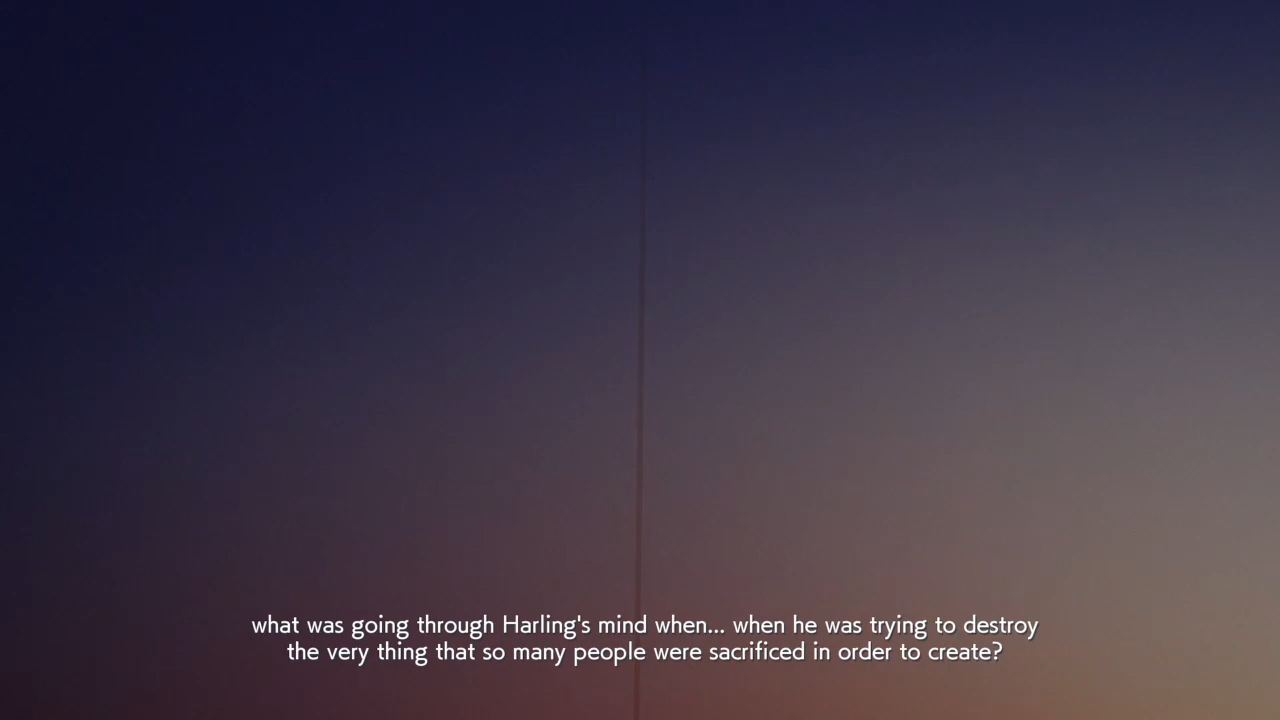 what was going through Harling's mind when... when he was trying to destroy
the very thing that so many people were sacrificed in order to create?